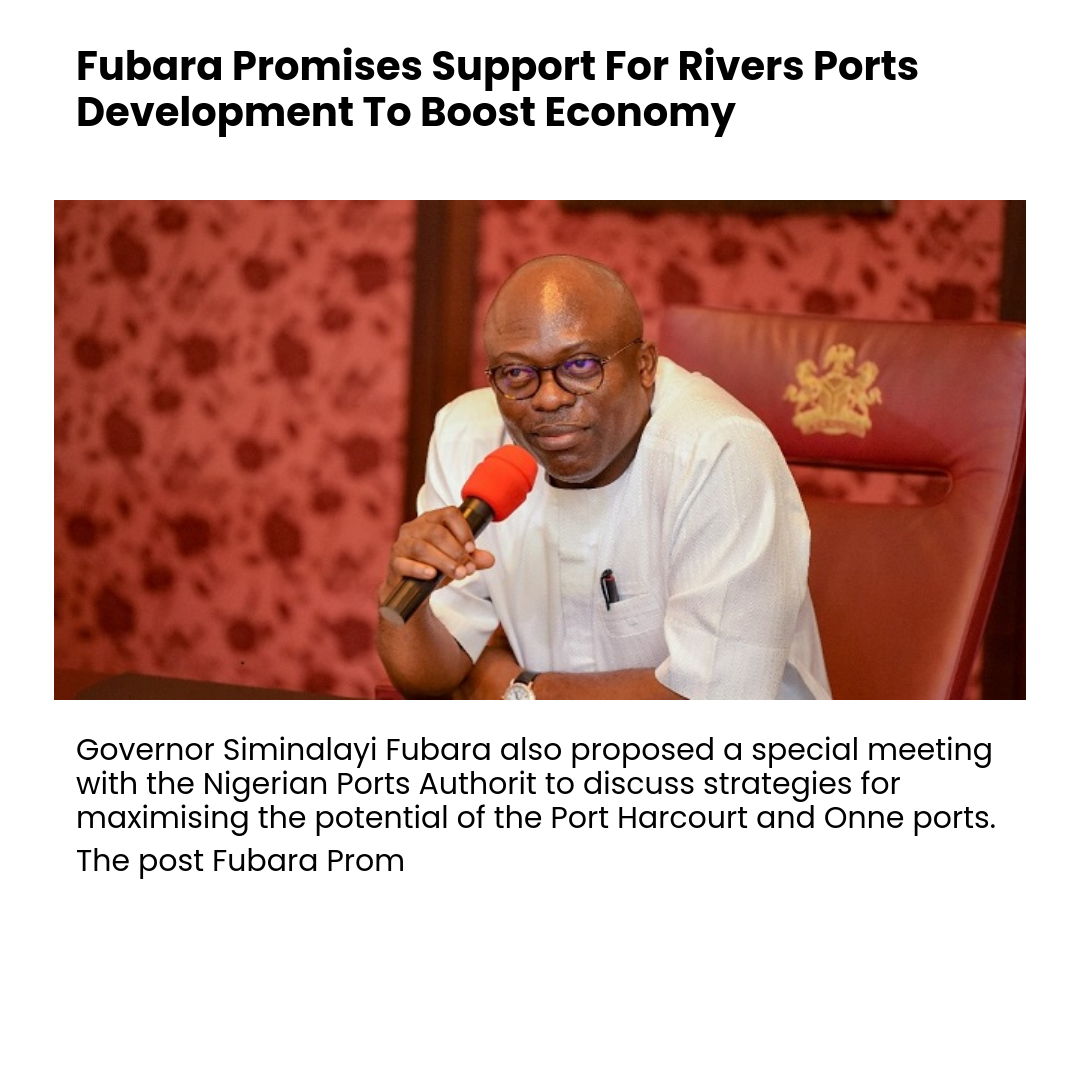 Fubara Promises Support For Rivers Ports
Development To Boost Economy
Governor Siminalayi Fubara also proposed a special meeting
with the Nigerian Ports Authorit to discuss strategies for
maximising the potential of the Port Harcourt and Onne ports.
The post Fubara Prom